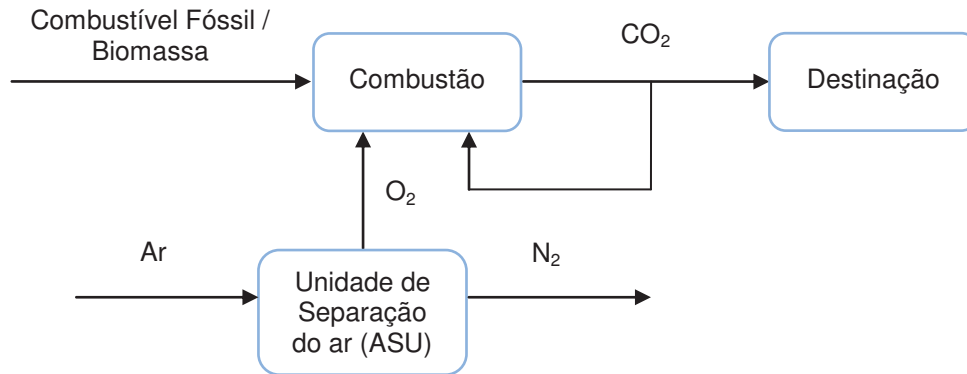 Combustível Fóssil /
Biomassa
CO₂
Combustão
Destinação
O₂
Ar
N₂
Unidade de
Separação
do ar (ASU)